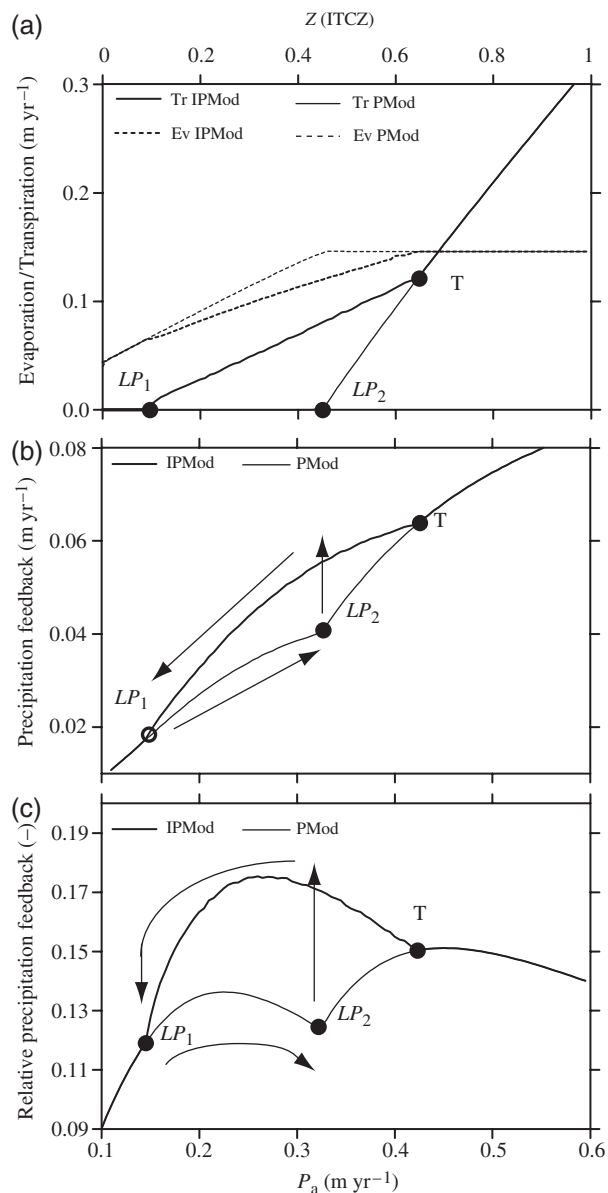 (a)
Z (ITCZ)
0 0.2 0.4 0.6 0.8 1
Evaporation/Transpiration (m yr⁻¹)
0.3
0.2
0.1
0.0
Tr IPMod
Tr PMod
Ev IPMod
Ev PMod
T
LP₁
LP₂
(b)
Precipitation feedback (m yr⁻¹)
0.08
0.06
0.04
0.02
IPMod
PMod
T
LP₂
LP₁
(c)
Relative precipitation feedback (–)
0.19
0.17
0.15
0.13
0.11
0.09
IPMod
PMod
T
LP₁
LP₂
0.1 0.2 0.3 0.4 0.5 0.6
Pₐ (m yr⁻¹)